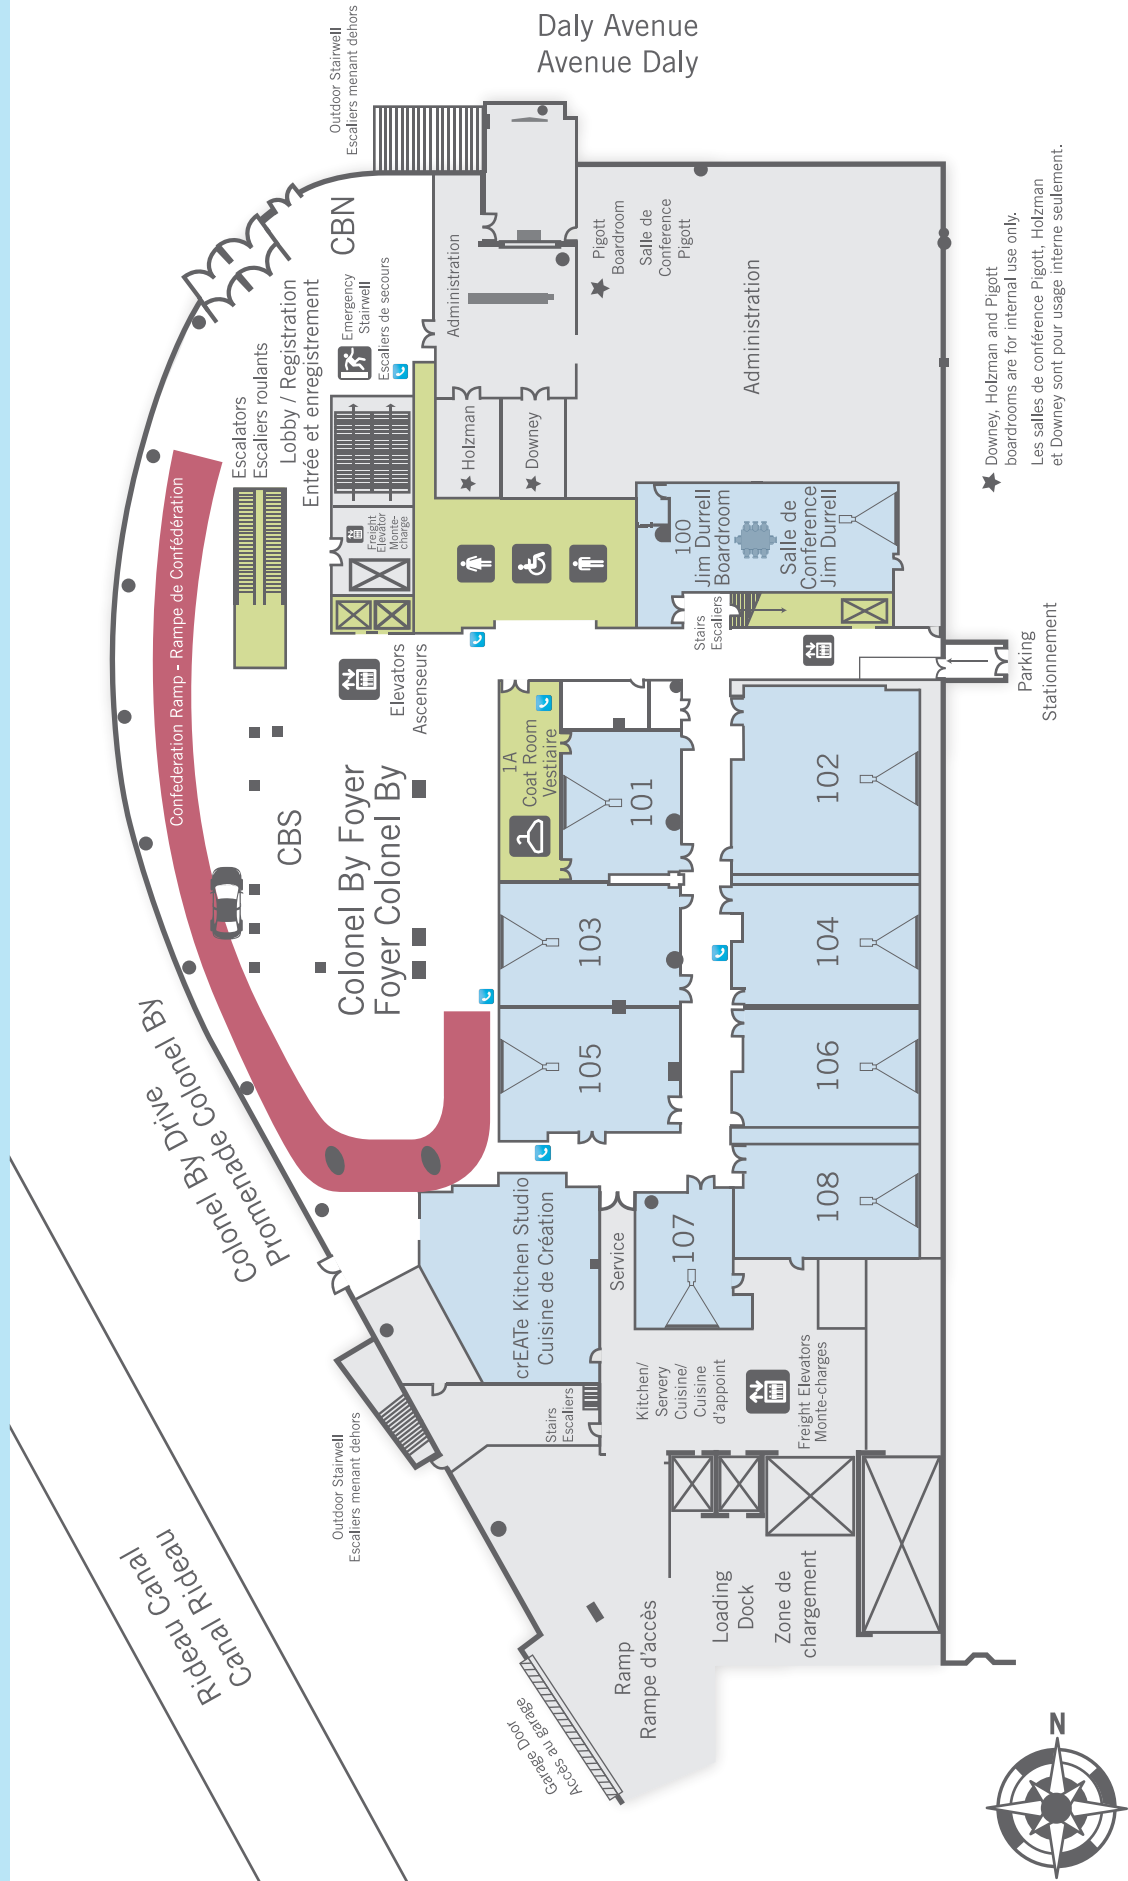 Daly Avenue
Avenue Daly
Outdoor Stairwell
Escaliers menant dehors
CBN
Emergency
Stairwell
Escaliers de secours
Lobby / Registration
Entrée et enregistrement
Escalators
Escaliers roulants
Administration
Pigott
Boardroom
Salle de
Conference
Pigott
Administration
Downey, Holzman and Pigott
boardrooms are for internal use only.
Les salles de conférence Pigott, Holzman
et Downey sont pour usage interne seulement.
Holzman
Downey
Freight
Elevator
Monte-
charge
100
Jim Durrell
Boardroom
Salle de
Conference
Jim Durrell
Stairs
Escaliers
Elevators
Ascenseurs
Parking
Stationnement
Confederation Ramp - Rampe de Confédération
1A
Coat Room
Vestiaire
101
102
CBS
Colonel By Foyer
Foyer Colonel By
103
104
105
106
107
108
Colonel By Drive
Promenade Colonel By
crEATe Kitchen Studio
Cuisine de Création
Service
Kitchen/
Servery
Cuisine/
Cuisine
d'appoint
Freight Elevators
Monte-charges
Stairs
Escaliers
Outdoor Stairwell
Escaliers menant dehors
Rideau Canal
Canal Rideau
Loading
Dock
Zone de
chargement
Ramp
Rampe d'accès
Garage Door
Accès au garage
N